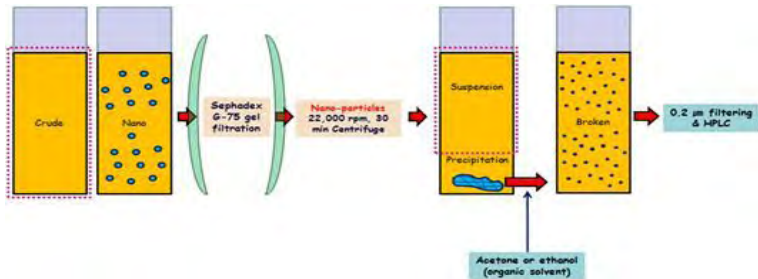 Crude
Nano
Sephadex
G-75 gel
filtration
Nano-particles
22,000 rpm, 30
min Centrifuge
Suspension
Precipitation
Broken
0.2 µm filtering
& HPLC
Acetone or ethanol
(organic solvent)